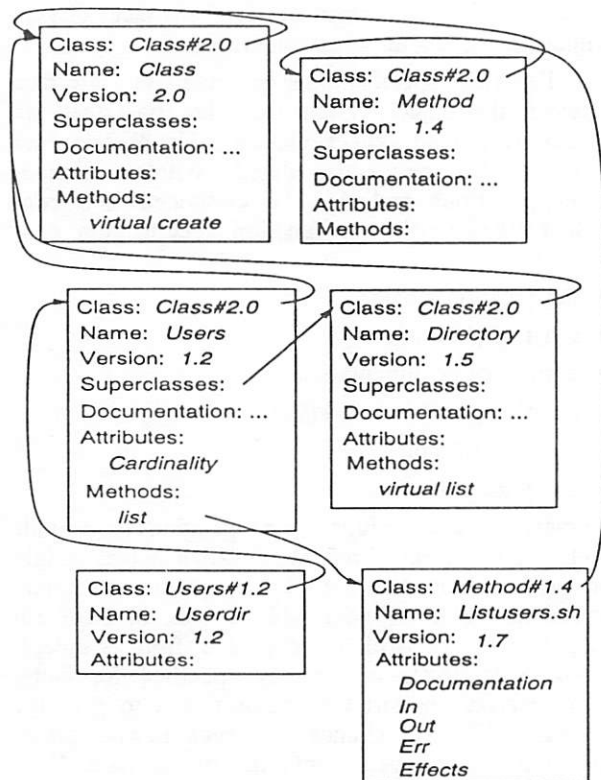 Class: Class#2.0
Name: Class
Version: 2.0
Superclasses:
Documentation: ...
Attributes:
Methods:
virtual create
Class: Class#2.0
Name: Method
Version: 1.4
Superclasses:
Documentation: ...
Attributes:
Methods:
Class: Class#2.0
Name: Users
Version: 1.2
Superclasses:
Documentation: ...
Attributes:
Cardinality
Methods:
list
Class: Class#2.0
Name: Directory
Version: 1.5
Superclasses:
Documentation: ...
Attributes:
Methods:
virtual list
Class: Users#1.2
Name: Userdir
Version: 1.2
Attributes:
Class: Method#1.4
Name: Listusers.sh
Version: 1.7
Attributes:
Documentation
In
Out
Err
Effects